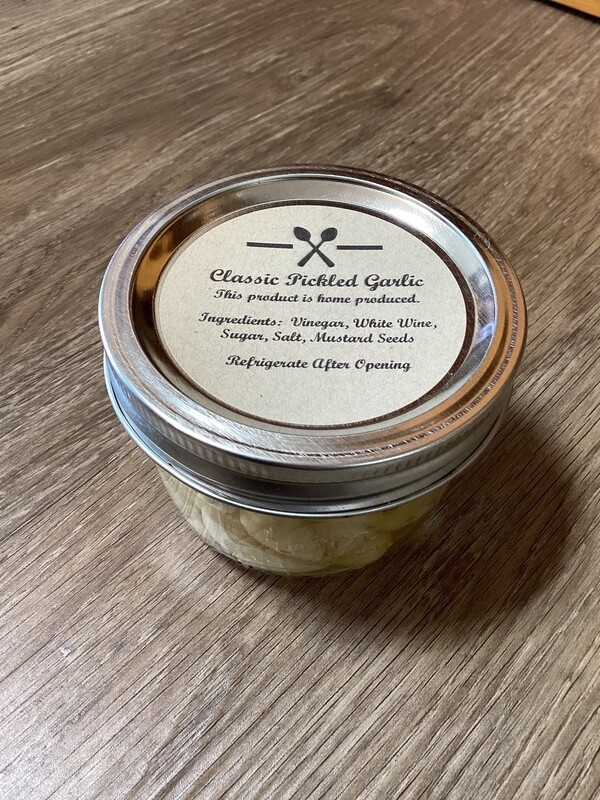 Classic Pickled Garlic
This product is home produced.
Ingredients: Vinegar, White Wine,
Sugar, Salt, Mustard Seeds
Refrigerate After Opening